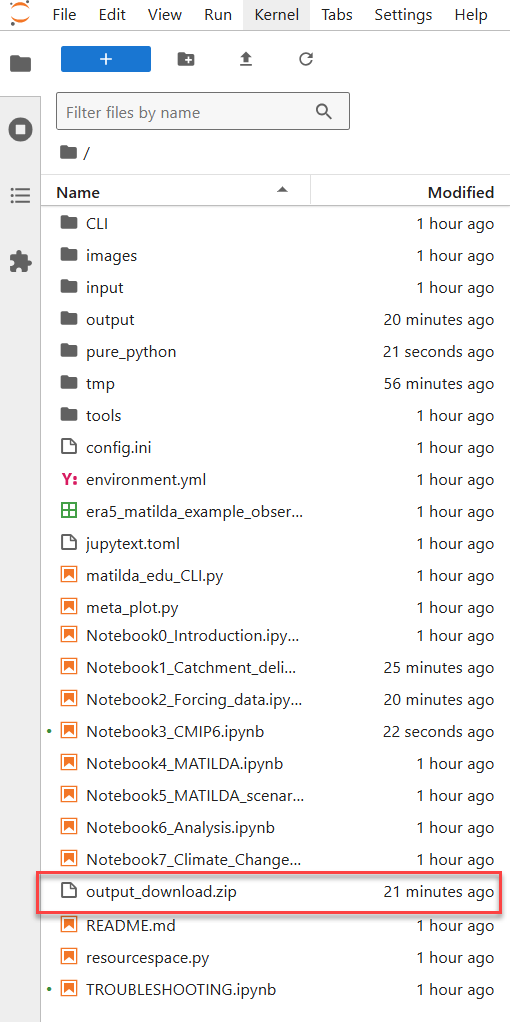 File Edit View Run Kernel Tabs Settings Help
+
Filter files by name
/
Name Modified
CLI 1 hour ago
images 1 hour ago
input 1 hour ago
output 20 minutes ago
pure_python 21 seconds ago
tmp 56 minutes ago
tools 1 hour ago
config.ini 1 hour ago
Y: environment.yml 1 hour ago
era5_matilda_example_obser... 1 hour ago
jupytext.toml 1 hour ago
matilda_edu_CLI.py 1 hour ago
meta_plot.py 1 hour ago
Notebook0_Introduction.ipy... 1 hour ago
Notebook1_Catchment_deli... 25 minutes ago
Notebook2_Forcing_data.ipy... 20 minutes ago
Notebook3_CMIP6.ipynb 22 seconds ago
Notebook4_MATILDA.ipynb 1 hour ago
Notebook5_MATILDA_scenar... 1 hour ago
Notebook6_Analysis.ipynb 1 hour ago
Notebook7_Climate_Change... 1 hour ago
output_download.zip 21 minutes ago
README.md 1 hour ago
resourcespace.py 1 hour ago
TROUBLESHOOTING.ipynb 1 hour ago